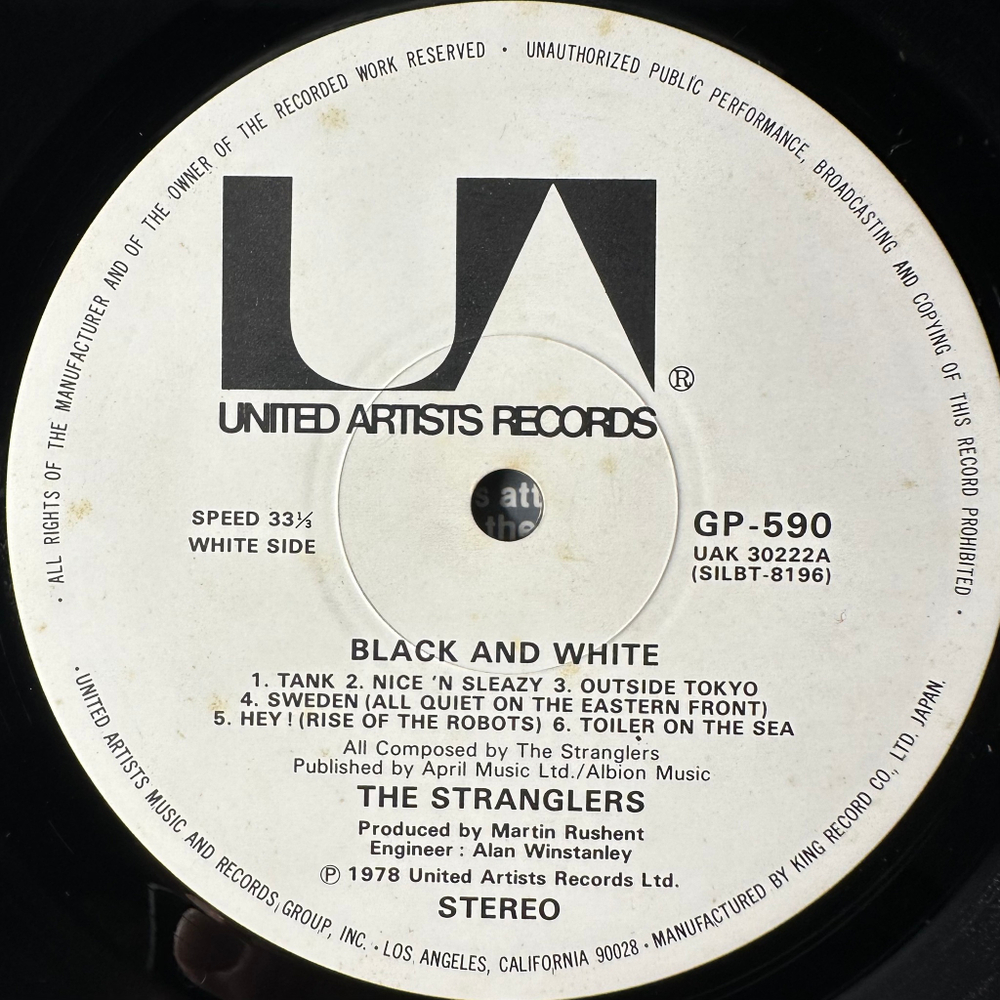 · ALL RIGHTS OF THE MANUFACTURER AND OF THE OWNER OF THE RECORDED WORK RESERVED · UNAUTHORIZED PUBLIC PERFORMANCE, BROADCASTING AND COPYING OF THIS RECORD PROHIBITED ·
UA ®
UNITED ARTISTS RECORDS
s att
the
SPEED 33⅓
WHITE SIDE
GP-590
UAK 30222A
(SILBT-8196)
BLACK AND WHITE
1. TANK 2. NICE 'N SLEAZY 3. OUTSIDE TOKYO
4. SWEDEN (ALL QUIET ON THE EASTERN FRONT)
5. HEY! (RISE OF THE ROBOTS) 6. TOILER ON THE SEA
All Composed by The Stranglers
Published by April Music Ltd./Albion Music
THE STRANGLERS
Produced by Martin Rushent
Engineer : Alan Winstanley
℗ 1978 United Artists Records Ltd.
STEREO
· UNITED ARTISTS MUSIC AND RECORDS GROUP, INC. · LOS ANGELES, CALIFORNIA 90028 · MANUFACTURED BY KING RECORD CO., LTD. JAPAN.